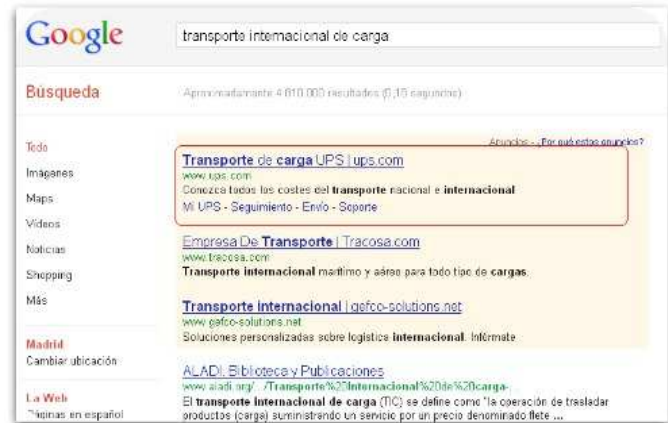 Google
transporte internacional de carga
Búsqueda
Aproximadamente 4.810.000 resultados (0,15 segundos)
Todo
Imágenes
Maps
Vídeos
Noticias
Shopping
Más
Madrid
Cambiar ubicación
La Web
Páginas en español
Anuncios - ¿Por qué estos anuncios?
Transporte de carga UPS | ups.com
www.ups.com
Conozca todos los costes del transporte nacional e internacional
Mi UPS - Seguimiento - Envío - Soporte
Empresa De Transporte | Tracosa.com
www.tracosa.com
Transporte internacional marítimo y aéreo para todo tipo de cargas.
Transporte internacional | gefco-solutions.net
www.gefco-solutions.net
Soluciones personalizadas sobre logística internacional. Infórmate
ALADI. Biblioteca y Publicaciones
www.aladi.org/.../Transporte%20Internacional%20de%20carga-.
El transporte internacional de carga (TIC) se define como "la operación de trasladar
productos (carga) suministrando un servicio por un precio denominado flete ...